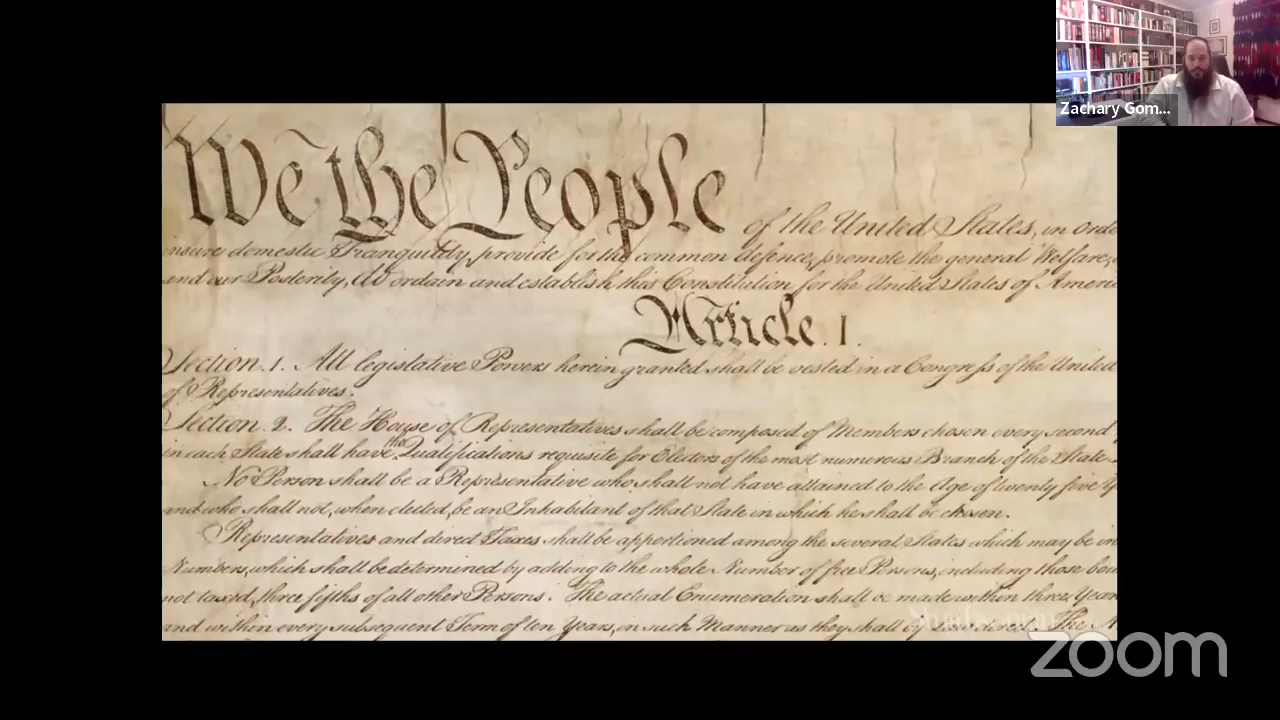 Zachary Gom...
We the People of the United States, in Orde
insure domestic Tranquility, provide for the common defence, promote the general Welfare,
and our Posterity, do ordain and establish this Constitution for the United States of Ameri
Article. I.
Section. 1. All legislative Powers herein granted shall be vested in a Congress of the United
of Representatives.
Section. 2. The House of Representatives shall be composed of Members chosen every second
in each State shall have the Qualifications requisite for Electors of the most numerous Branch of the State
No Person shall be a Representative who shall not have attained to the Age of twenty five Y
and who shall not, when elected, be an Inhabitant of that State in which he shall be chosen.
Representatives and direct Taxes shall be apportioned among the several States which may be in
Numbers, which shall be determined by adding to the whole Number of free Persons, including those bou
not taxed, three fifths of all other Persons. The actual Enumeration shall be made within three Year
and within every subsequent Term of ten Years, in such Manner as they shall by Law direct. The
zoom